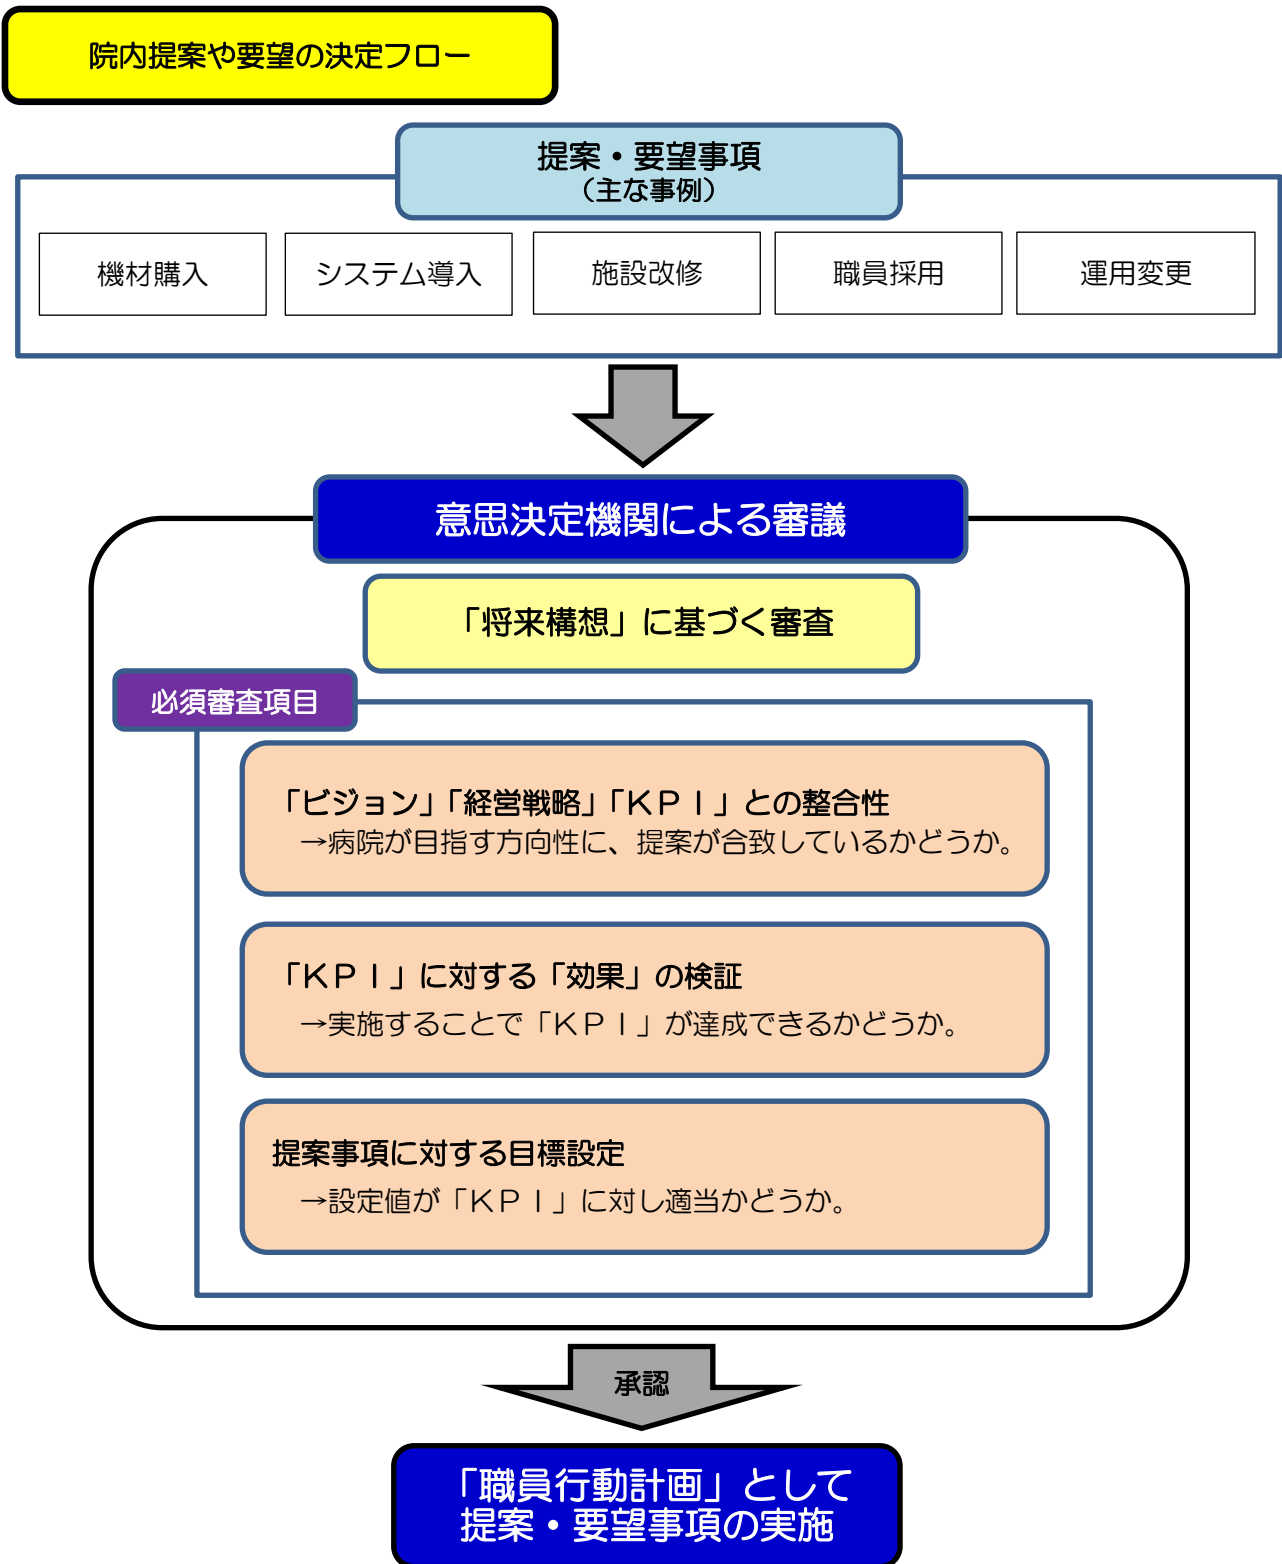 院内提案や要望の決定フロー
提案・要望事項
（主な事例）
機材購入
システム導入
施設改修
職員採用
運用変更
意思決定機関による審議
「将来構想」に基づく審査
必須審査項目
「ビジョン」「経営戦略」「ＫＰＩ」との整合性
→病院が目指す方向性に、提案が合致しているかどうか。
「ＫＰＩ」に対する「効果」の検証
→実施することで「ＫＰＩ」が達成できるかどうか。
提案事項に対する目標設定
→設定値が「ＫＰＩ」に対し適当かどうか。
承認
「職員行動計画」として
提案・要望事項の実施